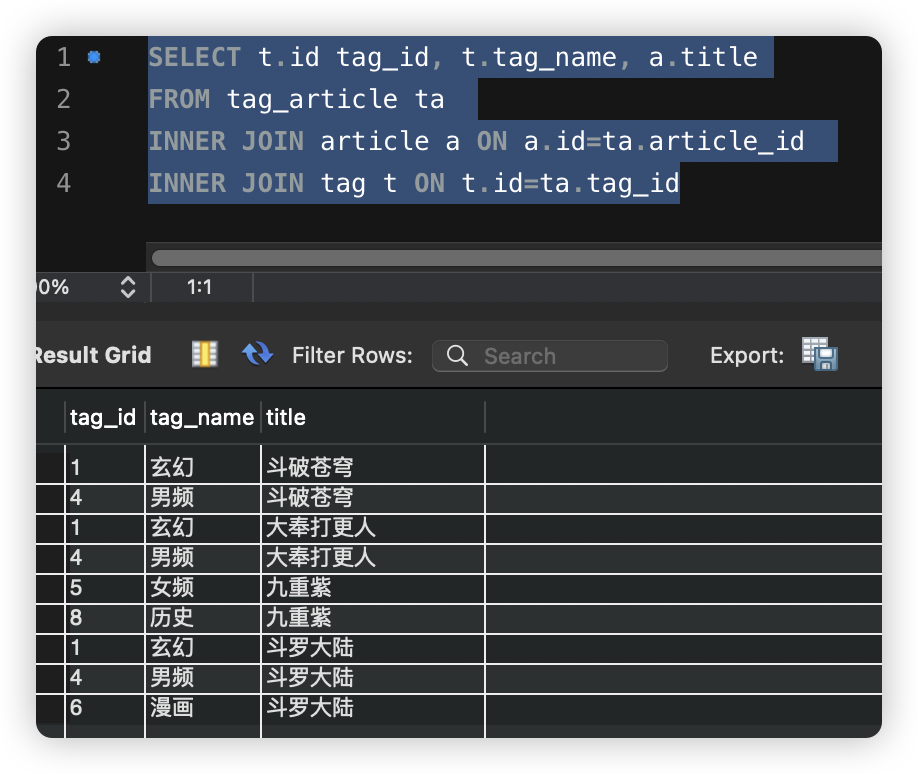 1 SELECT t.id tag_id, t.tag_name, a.title
2 FROM tag_article ta
3 INNER JOIN article a ON a.id=ta.article_id
4 INNER JOIN tag t ON t.id=ta.tag_id
0% 1:1
Result Grid Filter Rows: Search Export:
tag_id tag_name title
1 玄幻 斗破苍穹
4 男频 斗破苍穹
1 玄幻 大奉打更人
4 男频 大奉打更人
5 女频 九重紫
8 历史 九重紫
1 玄幻 斗罗大陆
4 男频 斗罗大陆
6 漫画 斗罗大陆